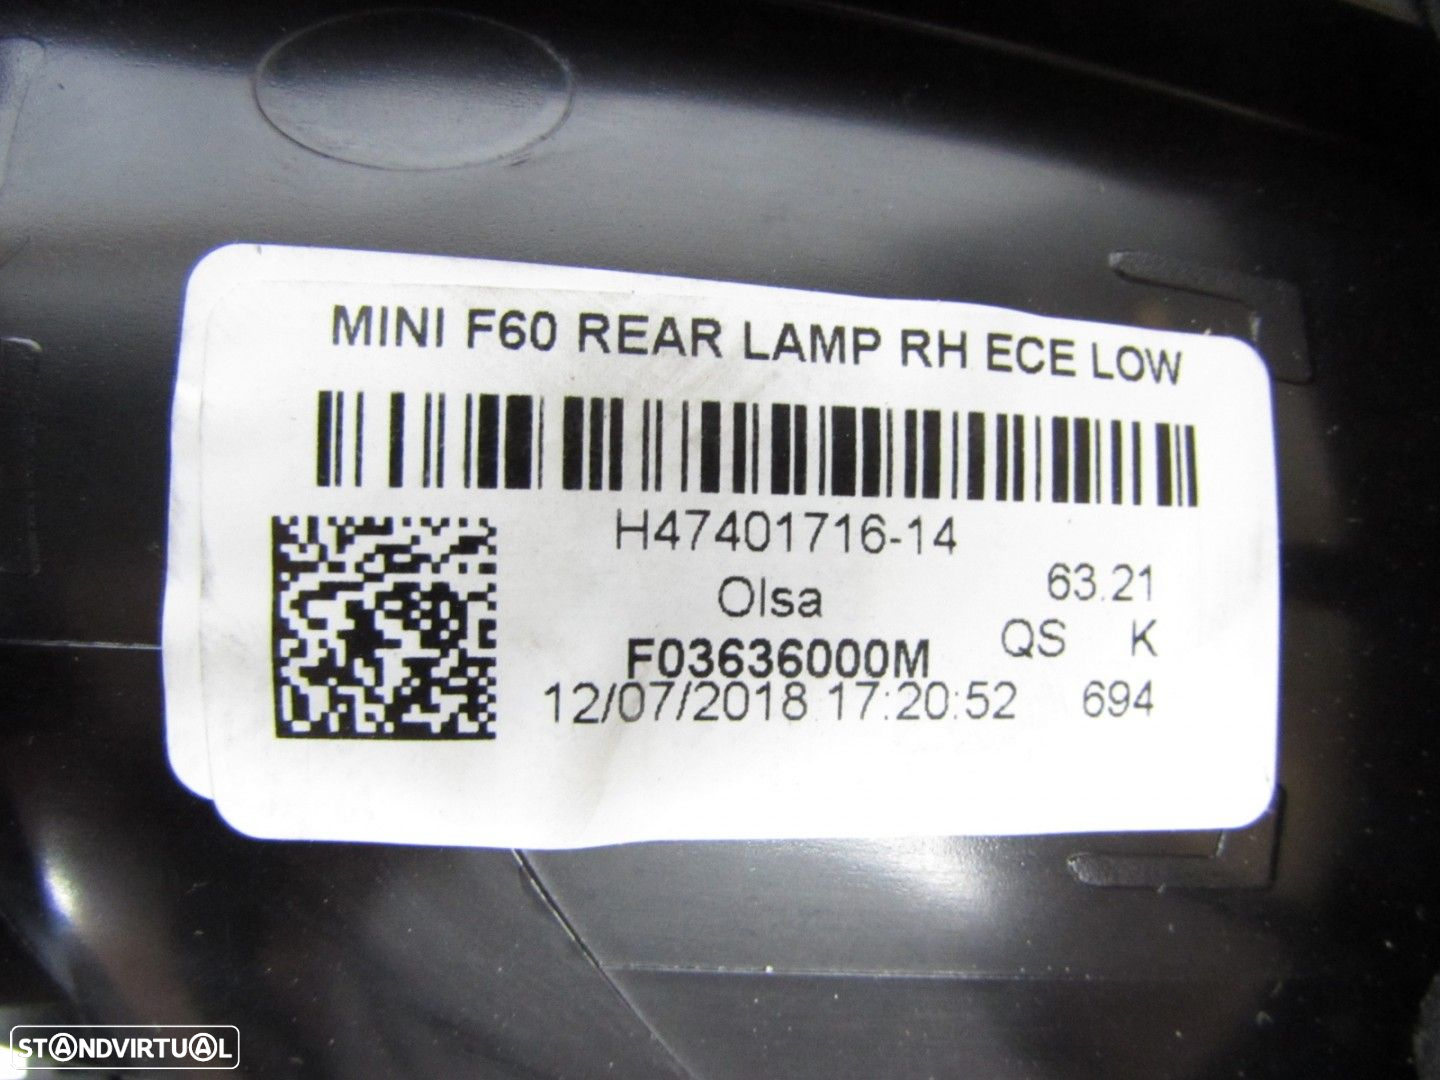 MINI F60 REAR LAMP RH ECE LOW
H47401716-14
Olsa 63.21
F03636000M QS K
12/07/2018 17:20:52 694
STANDVIRTUAL